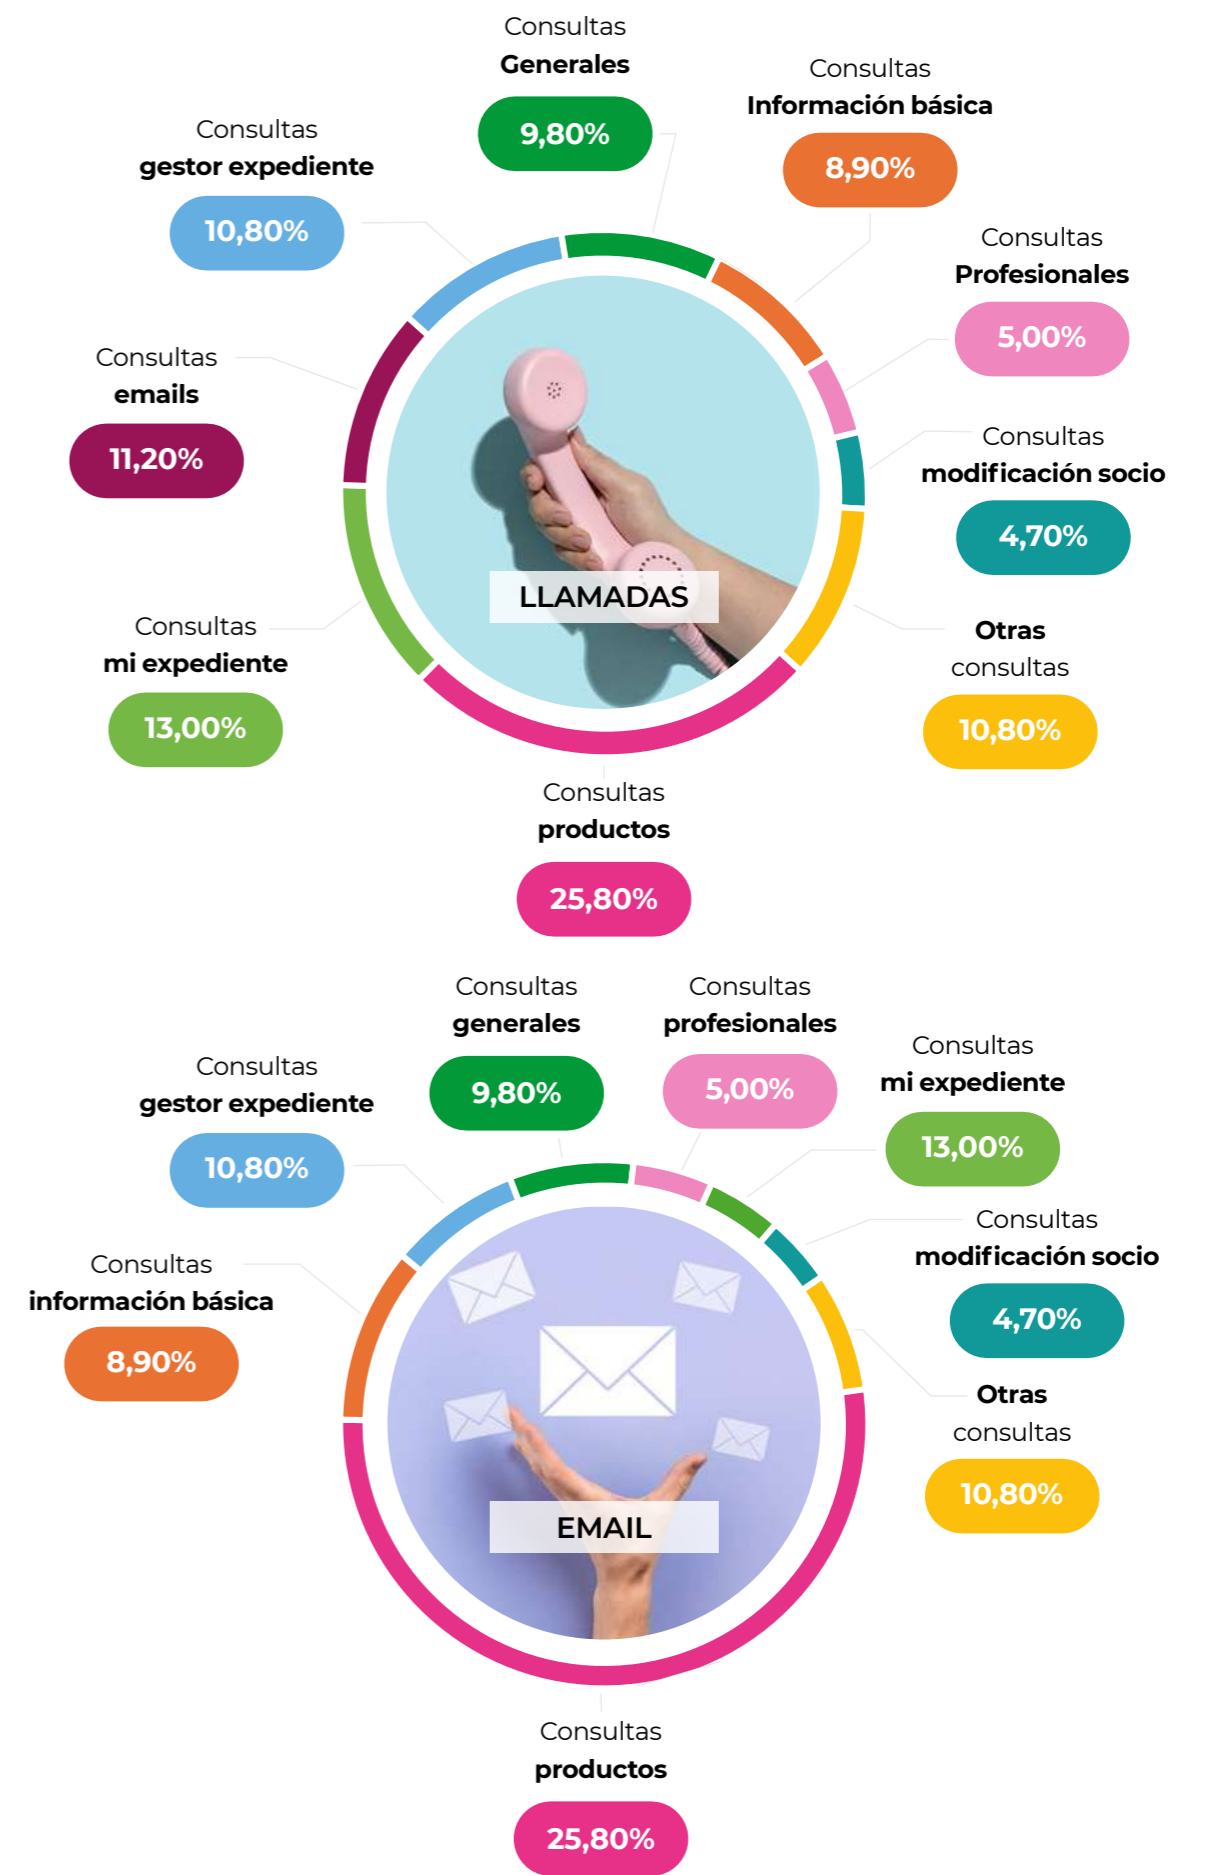 Consultas
Generales
9,80%
Consultas
Información básica
8,90%
Consultas
gestor expediente
10,80%
Consultas
Profesionales
5,00%
Consultas
emails
11,20%
Consultas
modificación socio
4,70%
LLAMADAS
Consultas
mi expediente
13,00%
Otras
consultas
10,80%
Consultas
productos
25,80%
Consultas
generales
9,80%
Consultas
profesionales
5,00%
Consultas
mi expediente
13,00%
Consultas
gestor expediente
10,80%
Consultas
modificación socio
4,70%
Consultas
información básica
8,90%
Otras
consultas
10,80%
EMAIL
Consultas
productos
25,80%